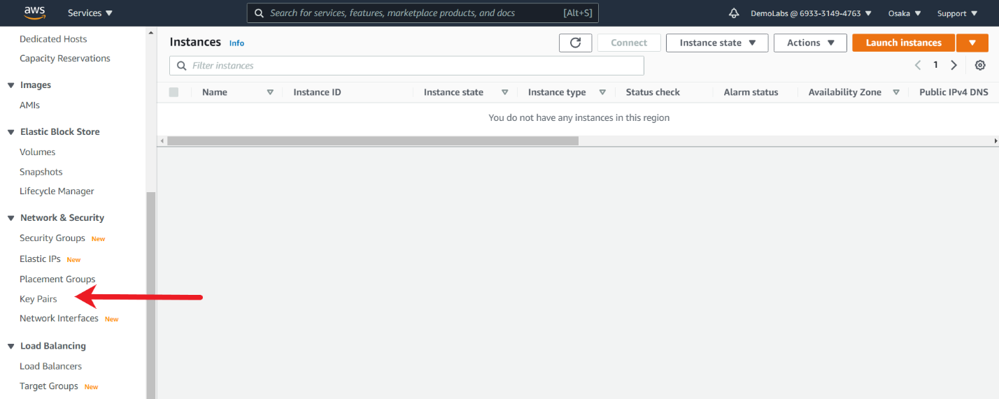 aws Services Search for services, features, marketplace products, and docs [Alt+S] DemoLabs @ 6933-3149-4763 Osaka Support
Dedicated Hosts
Capacity Reservations
Images
AMIs
Elastic Block Store
Volumes
Snapshots
Lifecycle Manager
Network & Security
Security Groups New
Elastic IPs New
Placement Groups
Key Pairs
Network Interfaces New
Load Balancing
Load Balancers
Target Groups New
Instances Info Connect Instance state Actions Launch instances
Filter instances 1
Name Instance ID Instance state Instance type Status check Alarm status Availability Zone Public IPv4 DNS
You do not have any instances in this region